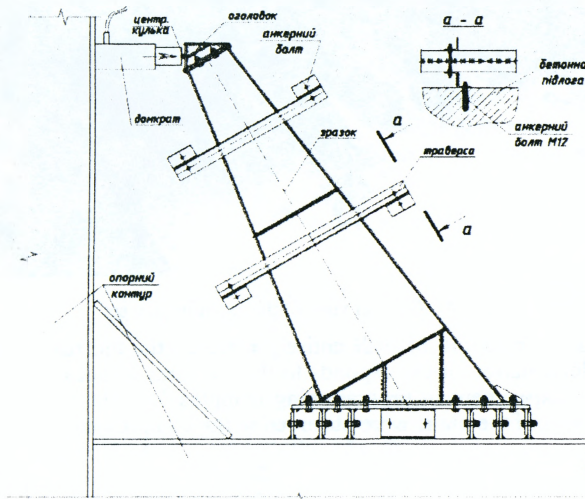 центр.
кулька
оголовок
анкерний
болт
а - а
бетонна
підлога
анкерний
болт М12
домкрат
зразок
а
траверса
а
опорний
контур